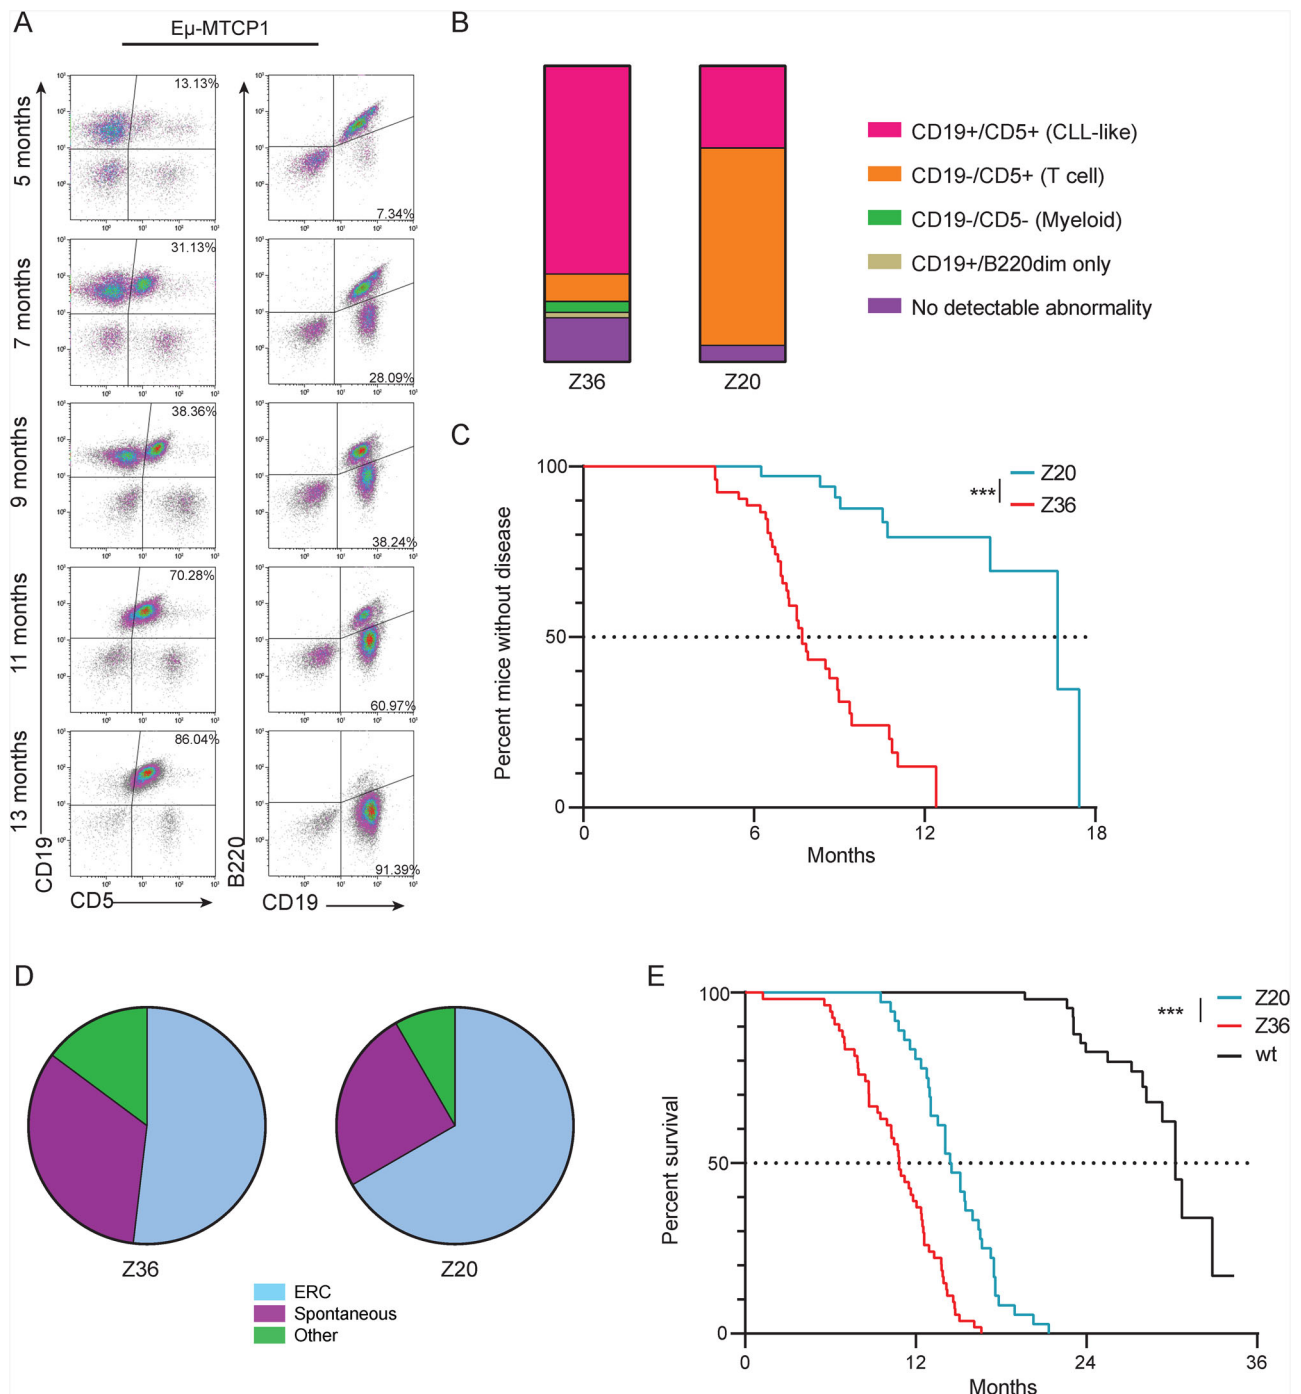 A
Eμ-MTCP1
5 months
13.13%
7.34%
7 months
31.13%
28.09%
9 months
38.36%
38.24%
11 months
70.28%
60.97%
13 months
86.04%
91.39%
CD19
CD5
B220
CD19
B
Z36
Z20
CD19+/CD5+ (CLL-like)
CD19-/CD5+ (T cell)
CD19-/CD5- (Myeloid)
CD19+/B220dim only
No detectable abnormality
C
Percent mice without disease
100
50
0
0 6 12 18
Months
***
Z20
Z36
D
Z36
Z20
ERC
Spontaneous
Other
E
Percent survival
100
50
0
0 12 24 36
Months
***
Z20
Z36
wt